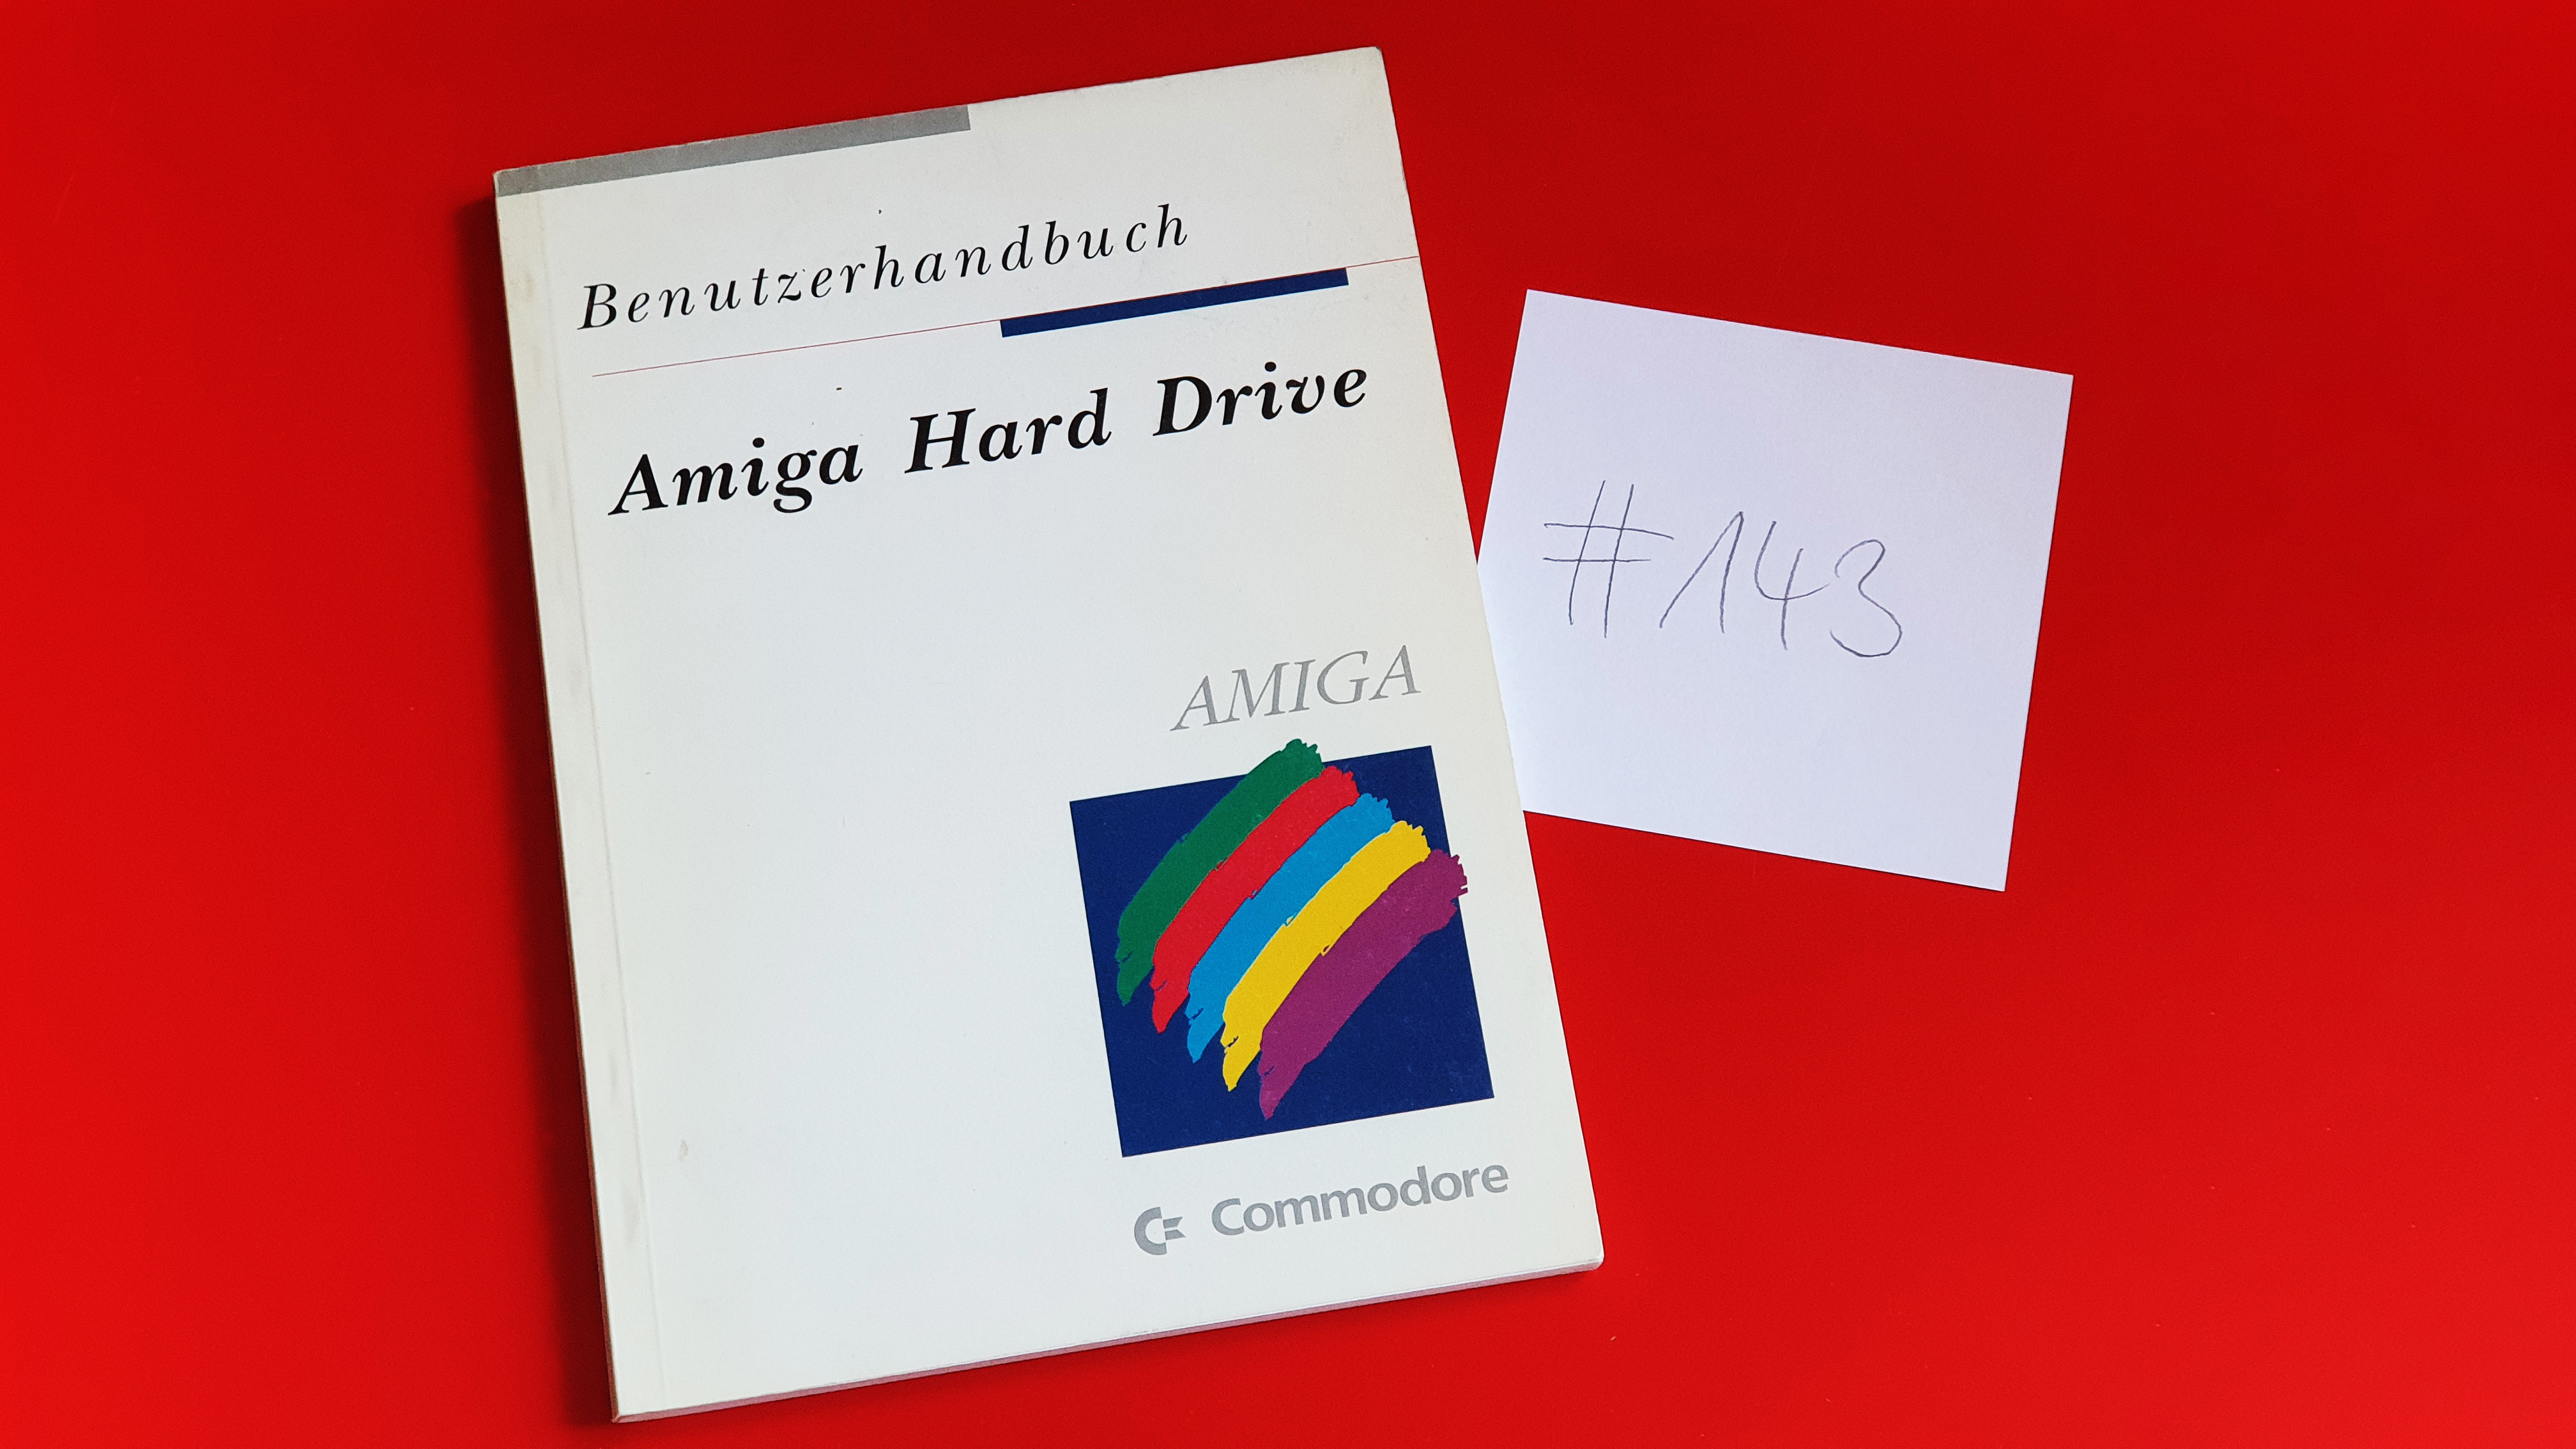 Benutzerhandbuch
Amiga Hard Drive
AMIGA
Commodore
#143